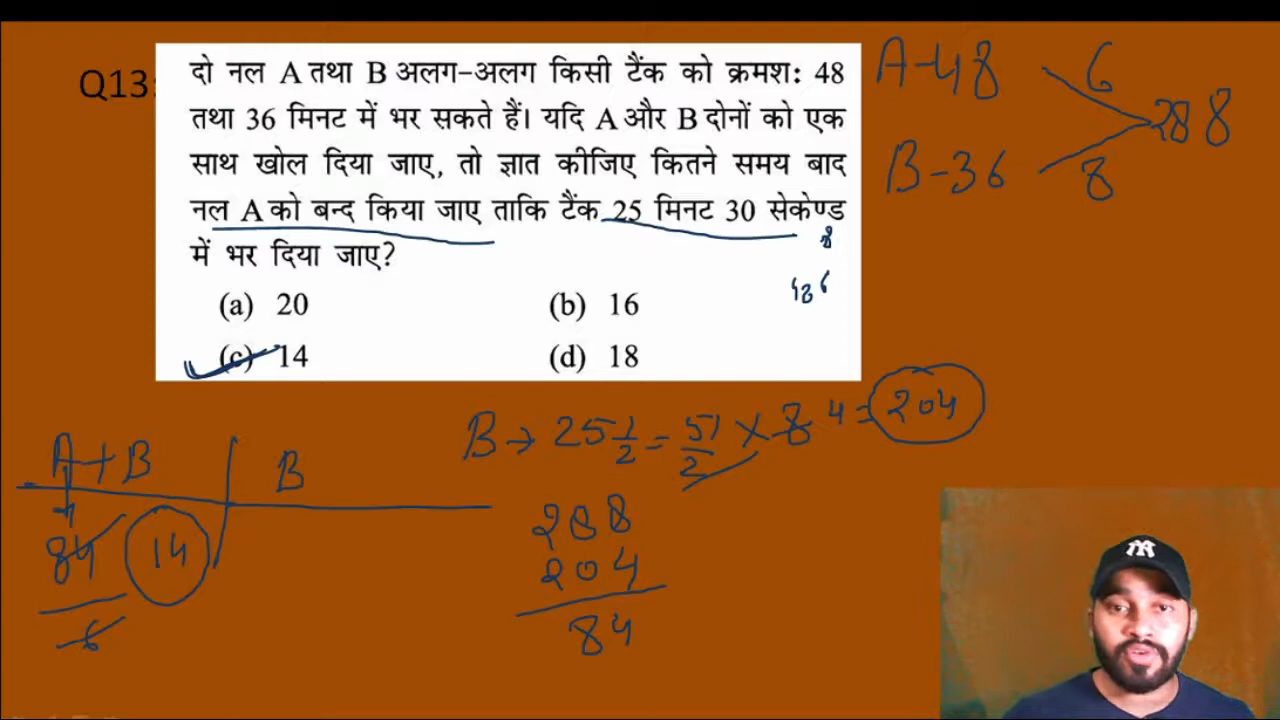 Q13:
दो नल A तथा B अलग-अलग किसी टैंक को क्रमश: 48
तथा 36 मिनट में भर सकते हैं। यदि A और B दोनों को एक
साथ खोल दिया जाए, तो ज्ञात कीजिए कितने समय बाद
नल A को बन्द किया जाए ताकि टैंक 25 मिनट 30 सेकेण्ड
में भर दिया जाए?
(a) 20 (b) 16
(c) 14 (d) 18
A-48 6
288
B-36 8
B → 25 1/2 = 51/2 × 8 4 = 204
288
204
84
A+B B
84 14
6